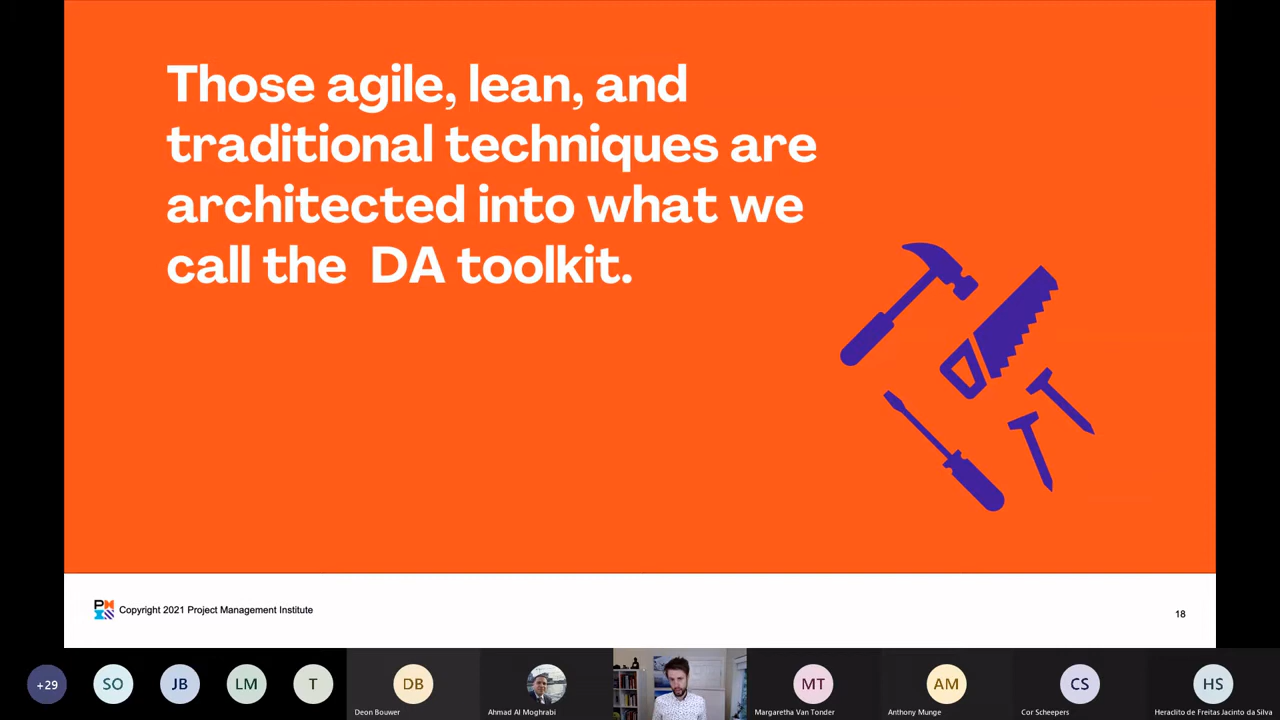 Those agile, lean, and
traditional techniques are
architected into what we
call the DA toolkit.
Copyright 2021 Project Management Institute
18
+29
SO
JB
LM
T
DB
MT
AM
CS
HS
Deon Bouwer
Ahmad Al Moghrabi
Margaretha Van Tonder
Anthony Munge
Cor Scheepers
Heraclito de Freitas Jacinto da Silva